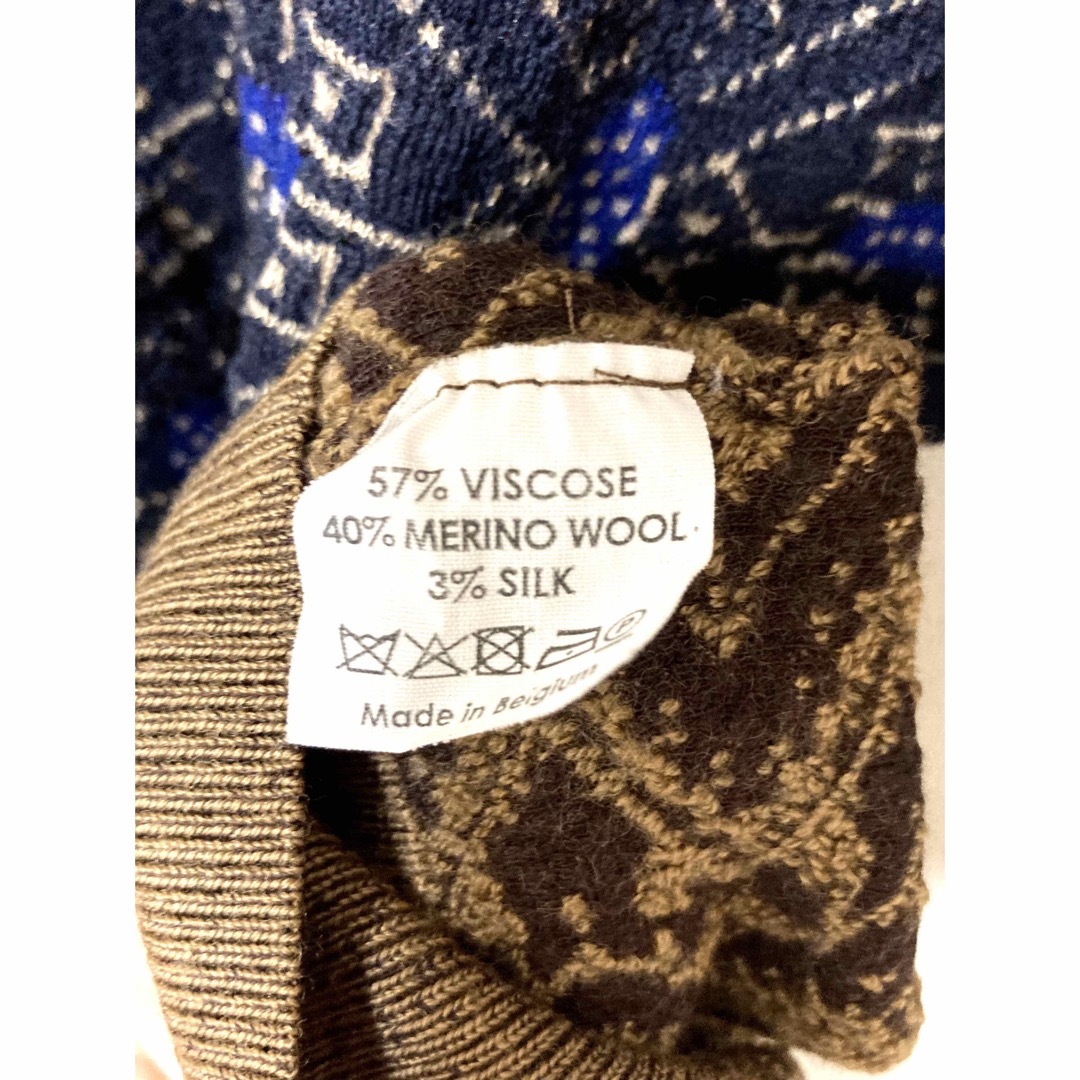 57% VISCOSE
40% MERINO WOOL
3% SILK
P
Made in Belgium